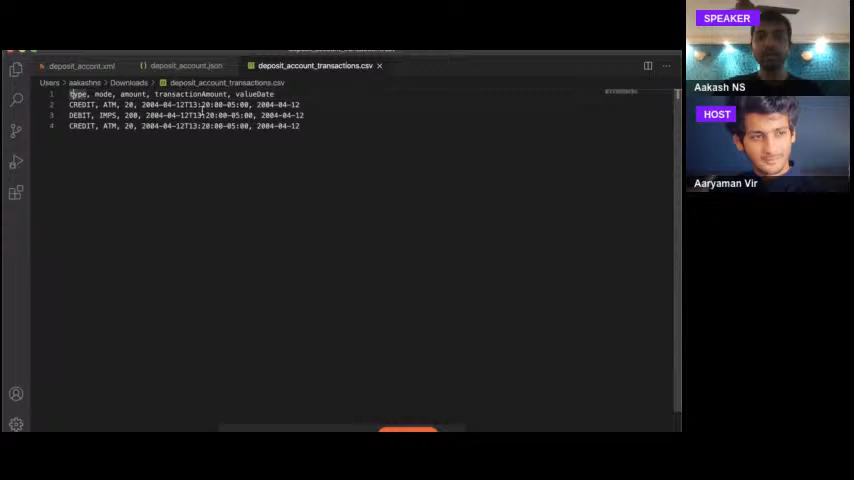 deposit_accont.xml
deposit_account.json
deposit_account_transactions.csv
Users > aakashns > Downloads > deposit_account_transactions.csv
1 type, mode, amount, transactionAmount, valueDate
2 CREDIT, ATM, 20, 2004-04-12T13:20:00-05:00, 2004-04-12
3 DEBIT, IMPS, 200, 2004-04-12T13:20:00-05:00, 2004-04-12
4 CREDIT, ATM, 20, 2004-04-12T13:20:00-05:00, 2004-04-12
SPEAKER
Aakash NS
HOST
Aaryaman Vir